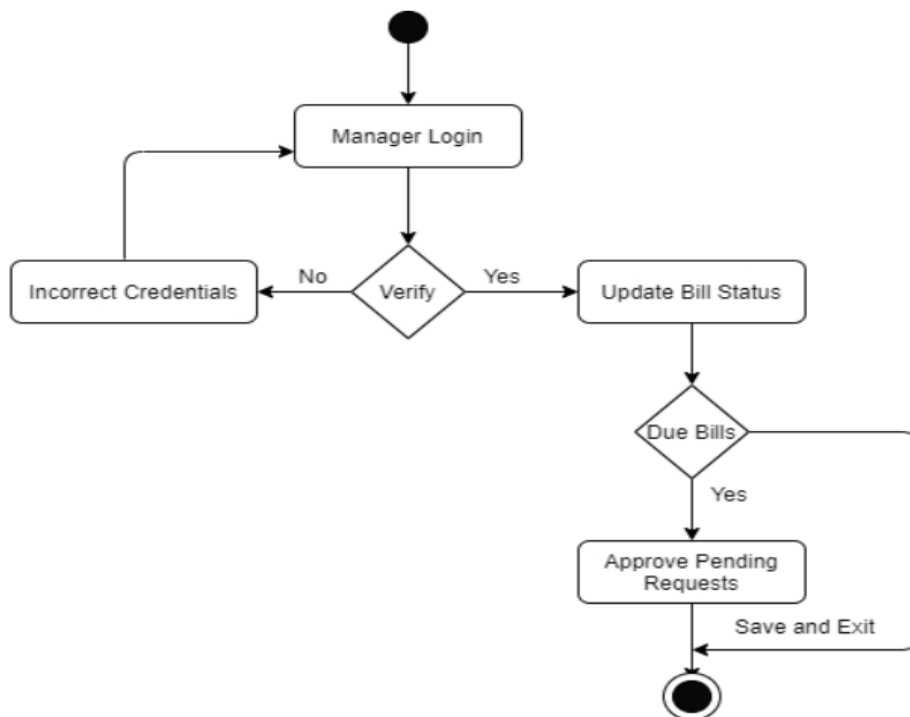 Manager Login
Incorrect Credentials
No
Verify
Yes
Update Bill Status
Due Bills
Yes
Approve Pending
Requests
Save and Exit